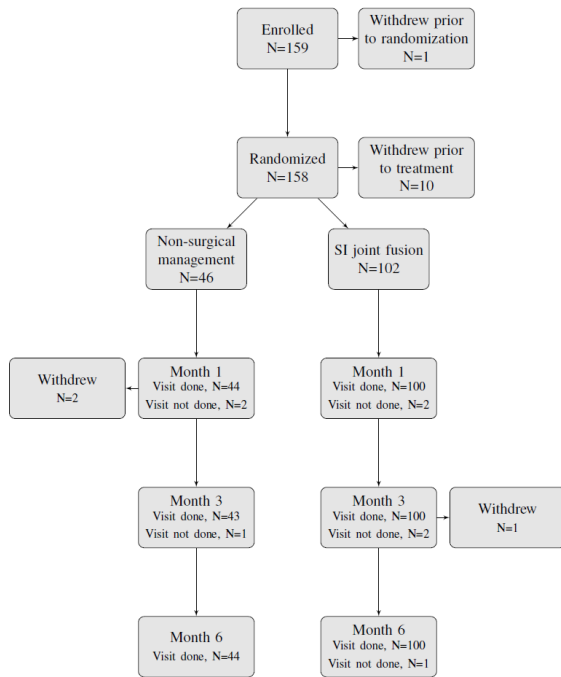 Enrolled
N=159
Withdrew prior
to randomization
N=1
Randomized
N=158
Withdrew prior
to treatment
N=10
Non-surgical
management
N=46
SI joint fusion
N=102
Withdrew
N=2
Month 1
Visit done, N=44
Visit not done, N=2
Month 1
Visit done, N=100
Visit not done, N=2
Month 3
Visit done, N=43
Visit not done, N=1
Month 3
Visit done, N=100
Visit not done, N=2
Withdrew
N=1
Month 6
Visit done, N=44
Month 6
Visit done, N=100
Visit not done, N=1